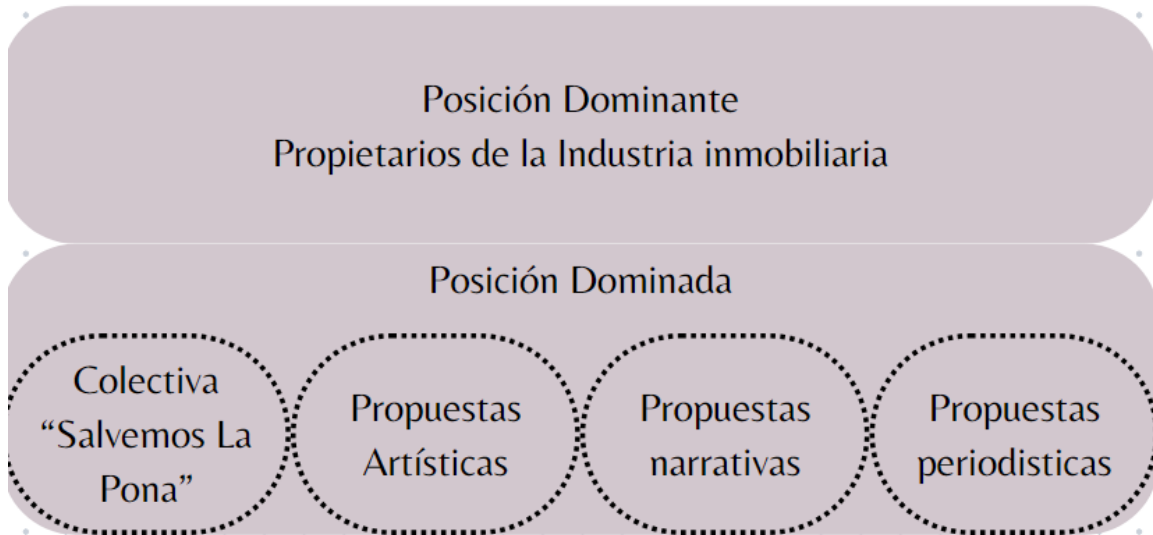 Posición Dominante
Propietarios de la Industria inmobiliaria
Posición Dominada
Colectiva
“Salvemos La
Pona”
Propuestas
Artísticas
Propuestas
narrativas
Propuestas
periodisticas